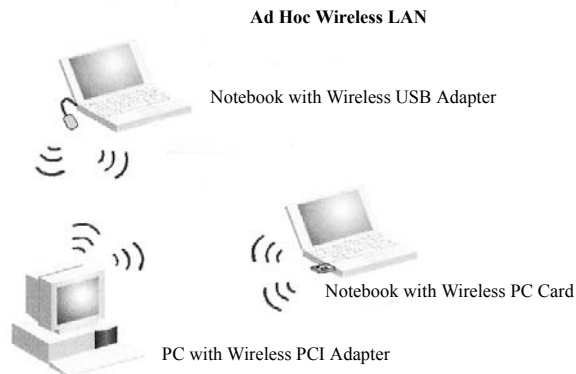 Ad Hoc Wireless LAN
Notebook with Wireless USB Adapter
Notebook with Wireless PC Card
PC with Wireless PCI Adapter